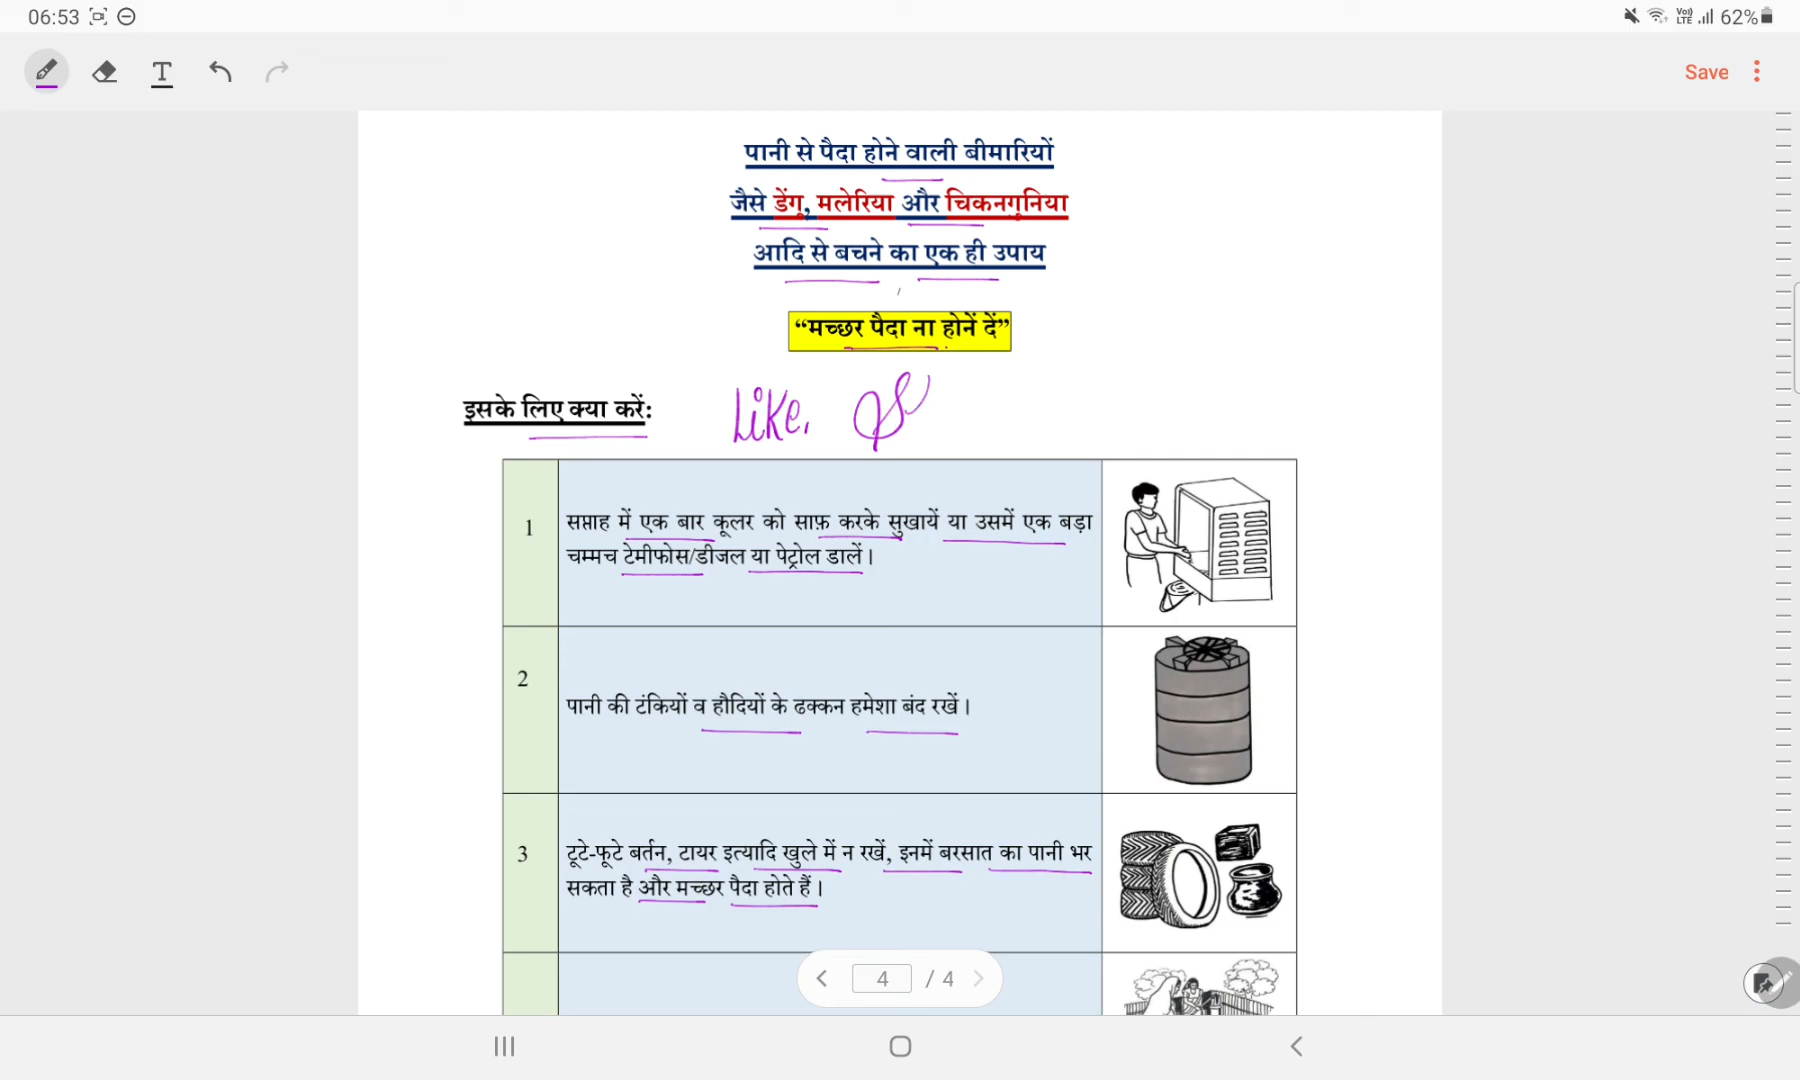 06:53
Vo)) LTE 62%
T
Save
पानी से पैदा होने वाली बीमारियों
जैसे डेंगू, मलेरिया और चिकनगुनिया
आदि से बचने का एक ही उपाय
“मच्छर पैदा ना होनें दें”
इसके लिए क्या करें:
Like,
1
सप्ताह में एक बार कूलर को साफ़ करके सुखायें या उसमें एक बड़ा
चम्मच टेमीफोस/डीजल या पेट्रोल डालें।
2
पानी की टंकियों व हौदियों के ढक्कन हमेशा बंद रखें।
3
टूटे-फूटे बर्तन, टायर इत्यादि खुले में न रखें, इनमें बरसात का पानी भर
सकता है और मच्छर पैदा होते हैं।
4 / 4